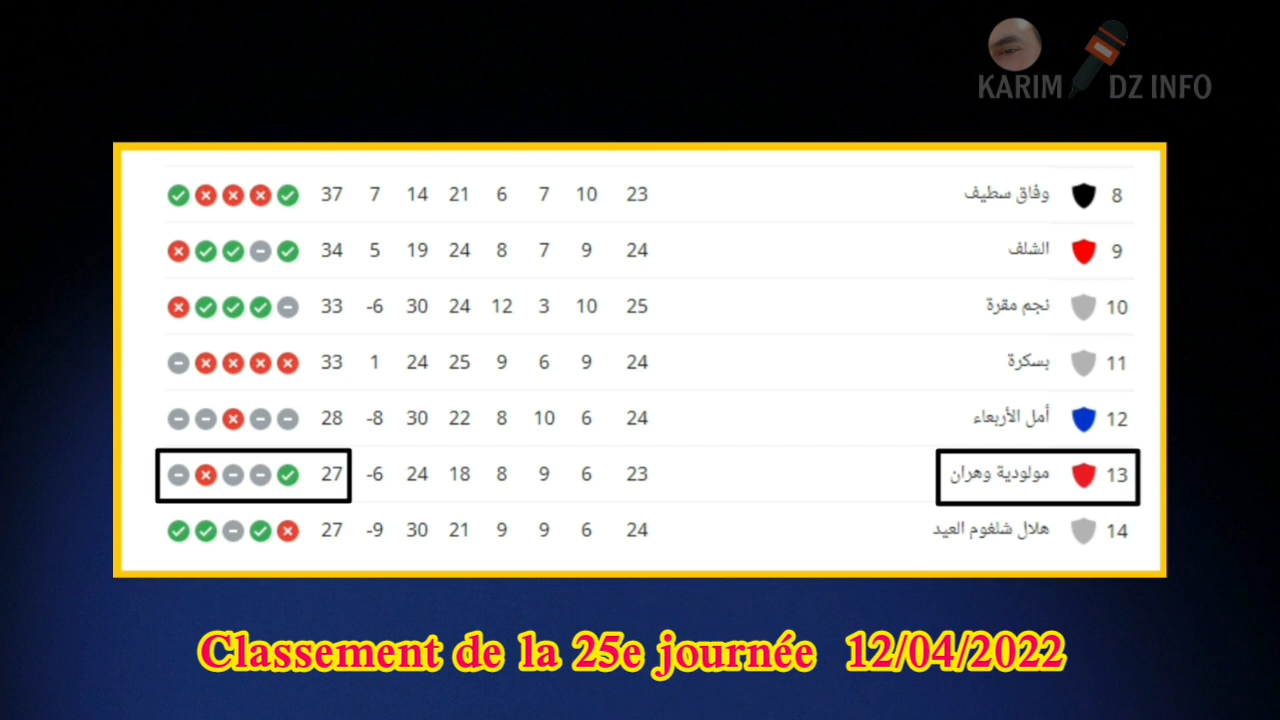 KARIM DZ INFO
8 وفاق سطيف 23 10 7 6 21 14 7 37
9 الشلف 24 9 7 8 24 19 5 34
10 نجم مقرة 25 10 3 12 24 30 -6 33
11 بسكرة 24 9 6 9 25 24 1 33
12 أمل الأربعاء 24 6 10 8 22 30 -8 28
13 مولودية وهران 23 6 9 8 18 24 -6 27
14 هلال شلغوم العيد 24 6 9 9 21 30 -9 27
Classement de la 25e journée 12/04/2022